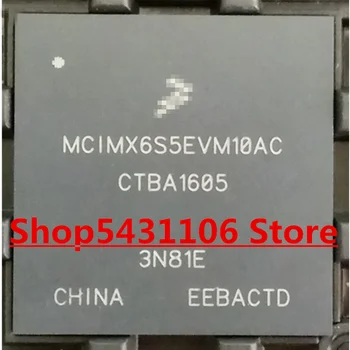 MCIMX6S5EVM10AC
CTBA1605
Shop5431106 Store
3N81E
CHINA EEBACTD